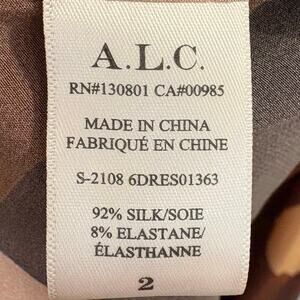 A.L.C.
RN#130801 CA#00985
MADE IN CHINA
FABRIQUÉ EN CHINE
S-2108 6DRES01363
92% SILK/SOIE
8% ELASTANE/
ÉLASTHANNE
2